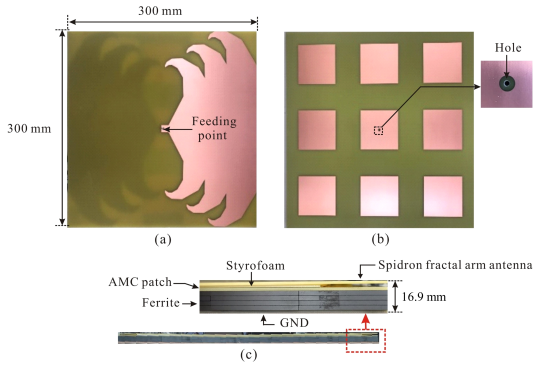 300 mm
300 mm
Feeding
point
Hole
(a)
(b)
Styrofoam
Spidron fractal arm antenna
AMC patch
16.9 mm
Ferrite
GND
(c)